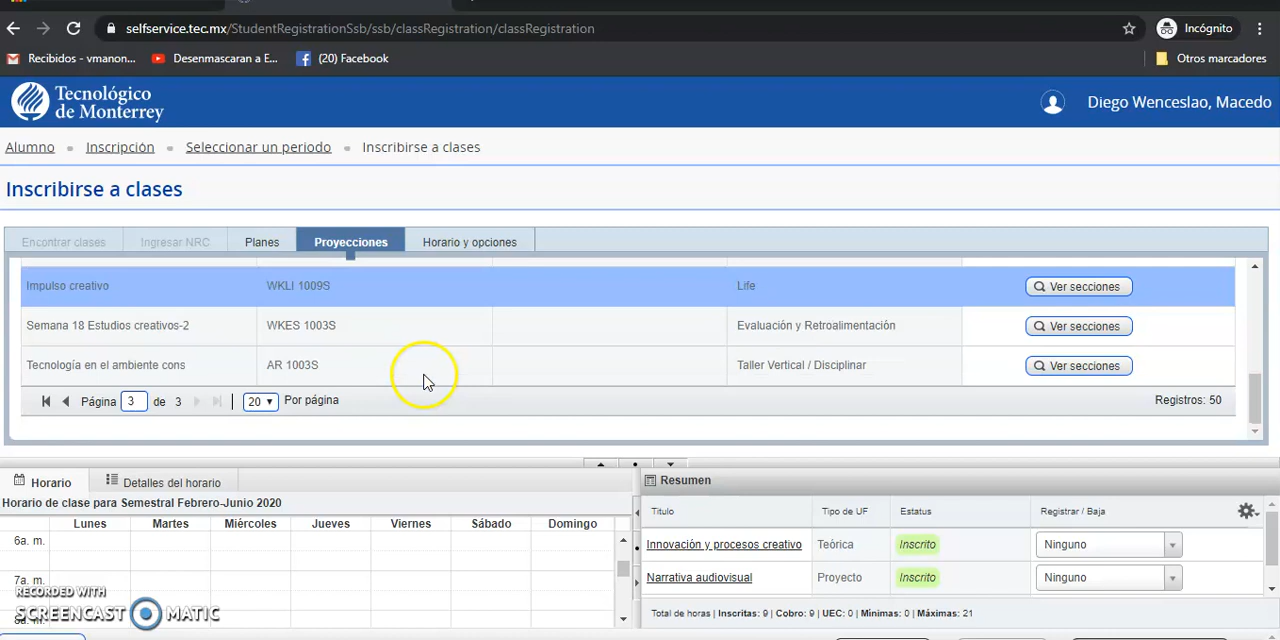 selfservice.tec.mx/StudentRegistrationSsb/ssb/classRegistration/classRegistration
Incógnito
Recibidos - vmanon...
Desenmascaran a E...
(20) Facebook
Otros marcadores
Tecnológico
de Monterrey
Diego Wenceslao, Macedo
Alumno
Inscripción
Seleccionar un periodo
Inscribirse a clases
Inscribirse a clases
Encontrar clases
Ingresar NRC
Planes
Proyecciones
Horario y opciones
Impulso creativo WKLI 1009S Life Ver secciones
Semana 18 Estudios creativos-2 WKES 1003S Evaluación y Retroalimentación Ver secciones
Tecnología en el ambiente cons AR 1003S Taller Vertical / Disciplinar Ver secciones
Página 3 de 3 | 20 Por página Registros: 50
Horario
Detalles del horario
Horario de clase para Semestral Febrero-Junio 2020
Lunes Martes Miércoles Jueves Viernes Sábado Domingo
6a. m.
7a. m.
RECORDED WITH
SCREENCAST MATIC
Resumen
Titulo Tipo de UF Estatus Registrar / Baja
Innovación y procesos creativo Teórica Inscrito Ninguno
Narrativa audiovisual Proyecto Inscrito Ninguno
Total de horas | Inscritas: 9 | Cobro: 9 | UEC: 0 | Mínimas: 0 | Máximas: 21